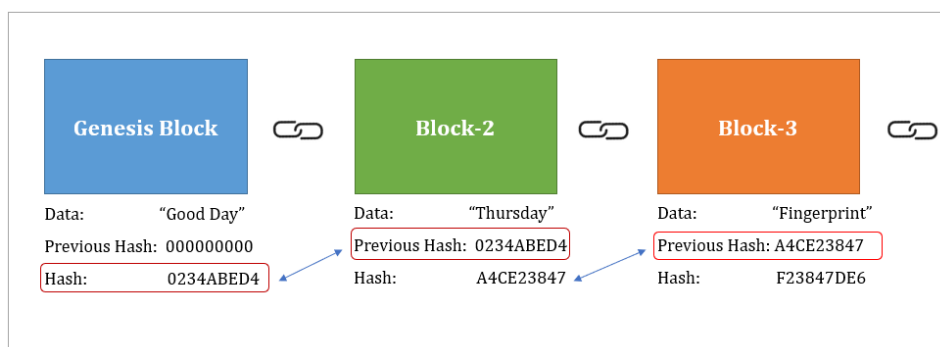 Genesis Block
Block-2
Block-3
Data: “Good Day”
Previous Hash: 000000000
Hash: 0234ABED4
Data: “Thursday”
Previous Hash: 0234ABED4
Hash: A4CE23847
Data: “Fingerprint”
Previous Hash: A4CE23847
Hash: F23847DE6